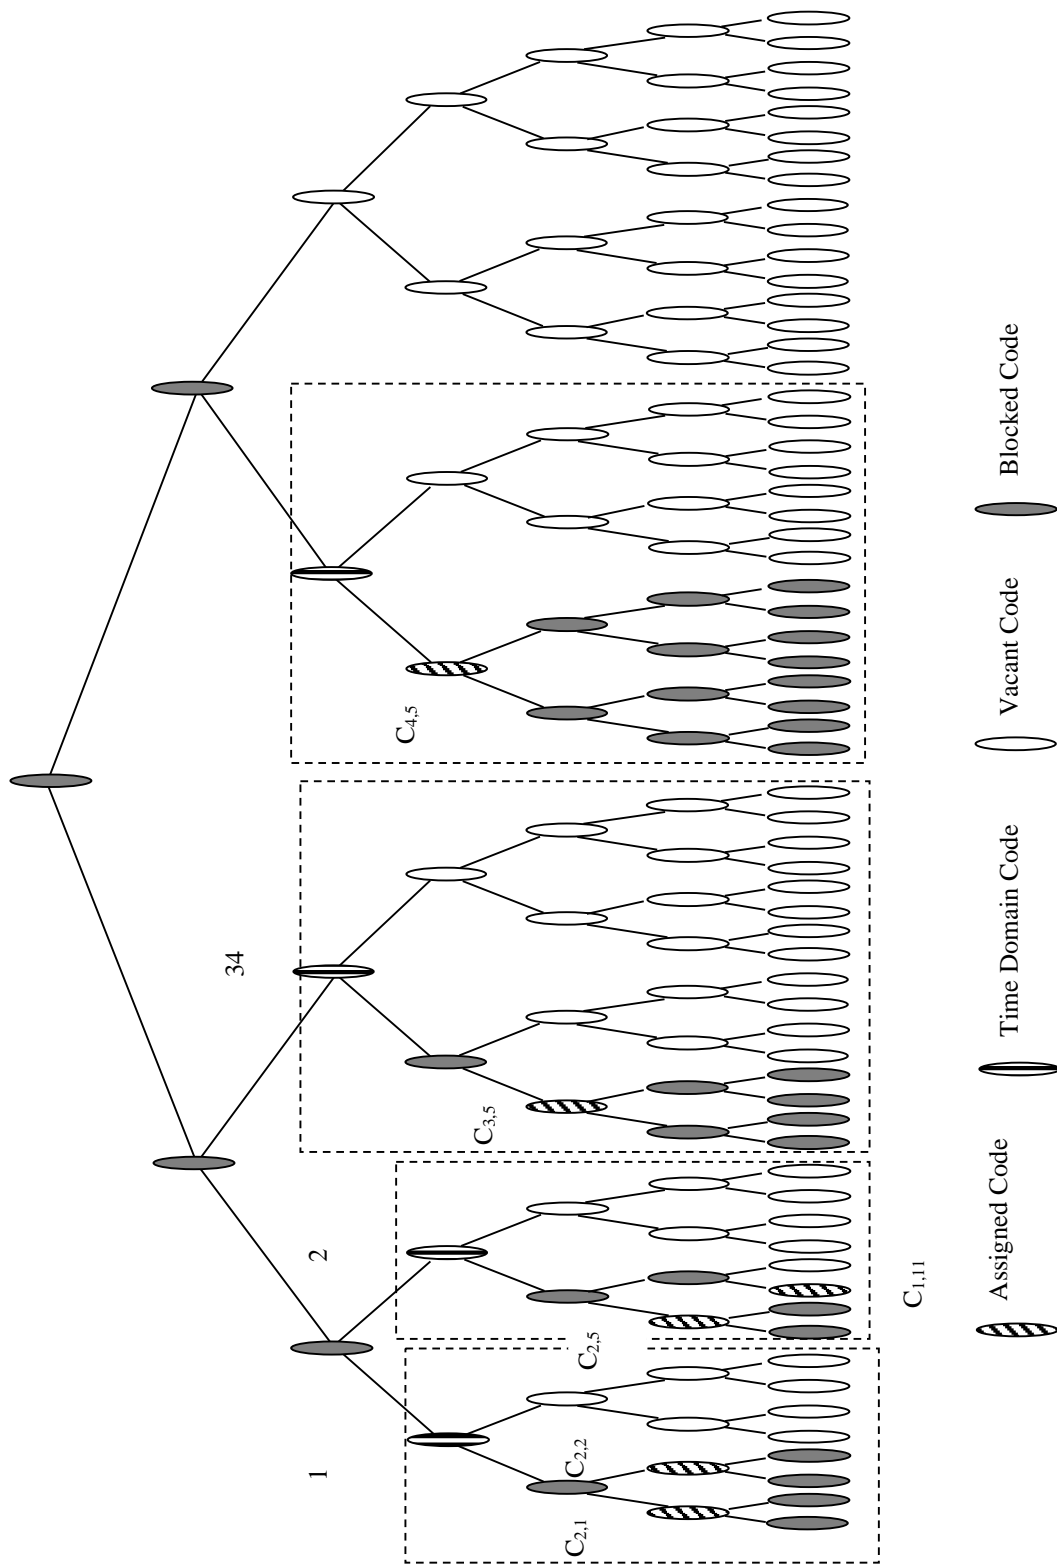 1
2
34
C2,1
C2,2
C2,5
C3,5
C4,5
C1,11
Assigned Code
Time Domain Code
Vacant Code
Blocked Code